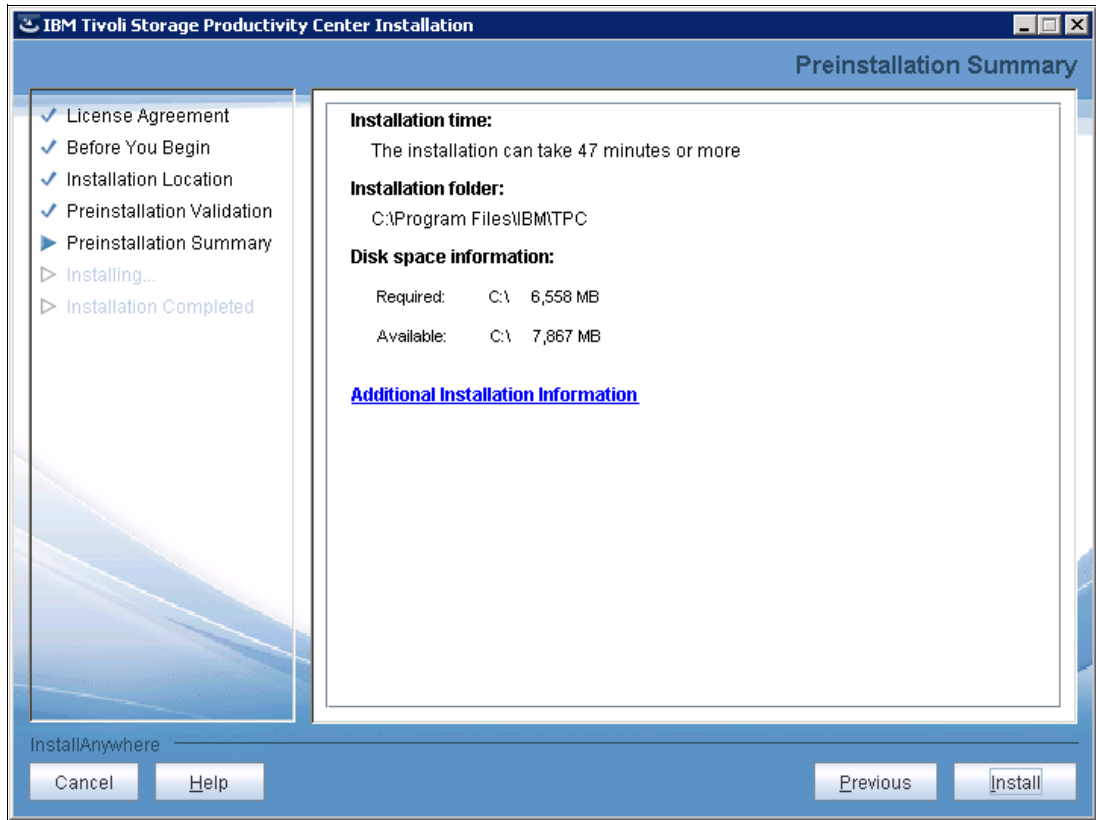 IBM Tivoli Storage Productivity Center Installation
Preinstallation Summary
License Agreement
Before You Begin
Installation Location
Preinstallation Validation
Preinstallation Summary
Installing...
Installation Completed
Installation time:
The installation can take 47 minutes or more
Installation folder:
C:\Program Files\IBM\TPC
Disk space information:
Required: C:\ 6,558 MB
Available: C:\ 7,867 MB
Additional Installation Information
InstallAnywhere
Cancel Help Previous Install